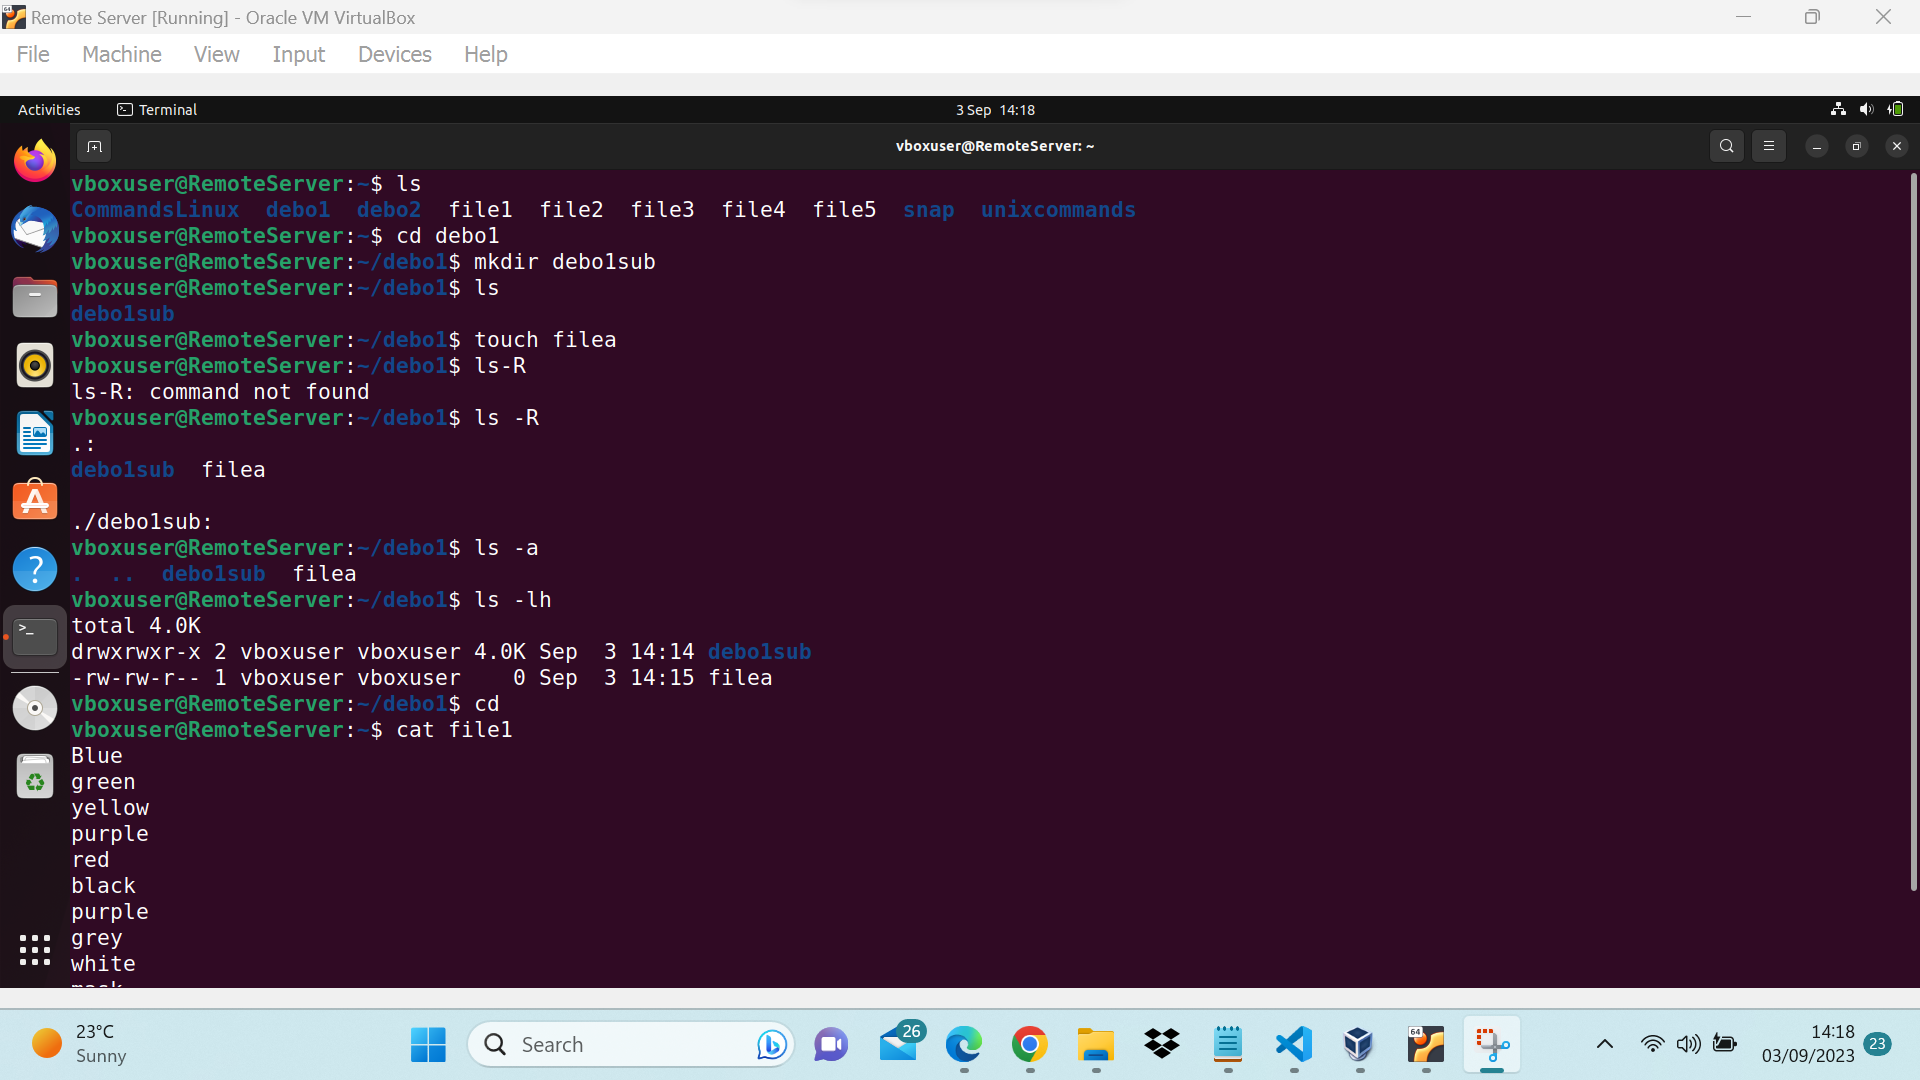 Remote Server [Running] - Oracle VM VirtualBox
File Machine View Input Devices Help
Activities Terminal 3 Sep 14:18
vboxuser@RemoteServer: ~
vboxuser@RemoteServer:~$ ls
CommandsLinux debo1 debo2 file1 file2 file3 file4 file5 snap unixcommands
vboxuser@RemoteServer:~$ cd debo1
vboxuser@RemoteServer:~/debo1$ mkdir debo1sub
vboxuser@RemoteServer:~/debo1$ ls
debo1sub
vboxuser@RemoteServer:~/debo1$ touch filea
vboxuser@RemoteServer:~/debo1$ ls-R
ls-R: command not found
vboxuser@RemoteServer:~/debo1$ ls -R
.:
debo1sub filea
./debo1sub:
vboxuser@RemoteServer:~/debo1$ ls -a
. .. debo1sub filea
vboxuser@RemoteServer:~/debo1$ ls -lh
total 4.0K
drwxrwxr-x 2 vboxuser vboxuser 4.0K Sep 3 14:14 debo1sub
-rw-rw-r-- 1 vboxuser vboxuser 0 Sep 3 14:15 filea
vboxuser@RemoteServer:~/debo1$ cd
vboxuser@RemoteServer:~$ cat file1
Blue
green
yellow
purple
red
black
purple
grey
white
23°C
Sunny
Search
26
64
14:18
03/09/2023
23